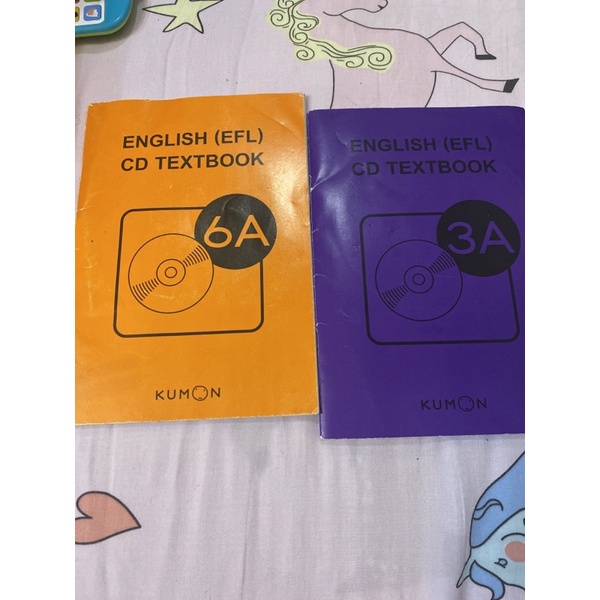 ENGLISH (EFL)
CD TEXTBOOK
6A
KUMON
ENGLISH (EFL)
CD TEXTBOOK
3A
KUMON